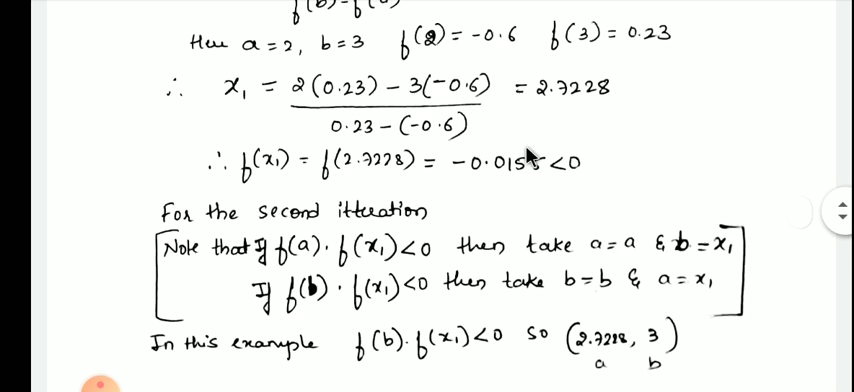 f(b)-f(a)
Here a=2, b=3 f(2)=-0.6 f(3)=0.23
∴ x₁ = 2(0.23) - 3(-0.6) / 0.23-(-0.6) = 2.7228
∴ f(x₁) = f(2.7228) = -0.0155 <0
For the second itteration
[Note that If f(a).f(x₁)<0 then take a=a & b=x₁
If f(b).f(x₁)<0 then take b=b & a=x₁]
In this example f(b).f(x₁)<0 so (2.7228, 3)
a b